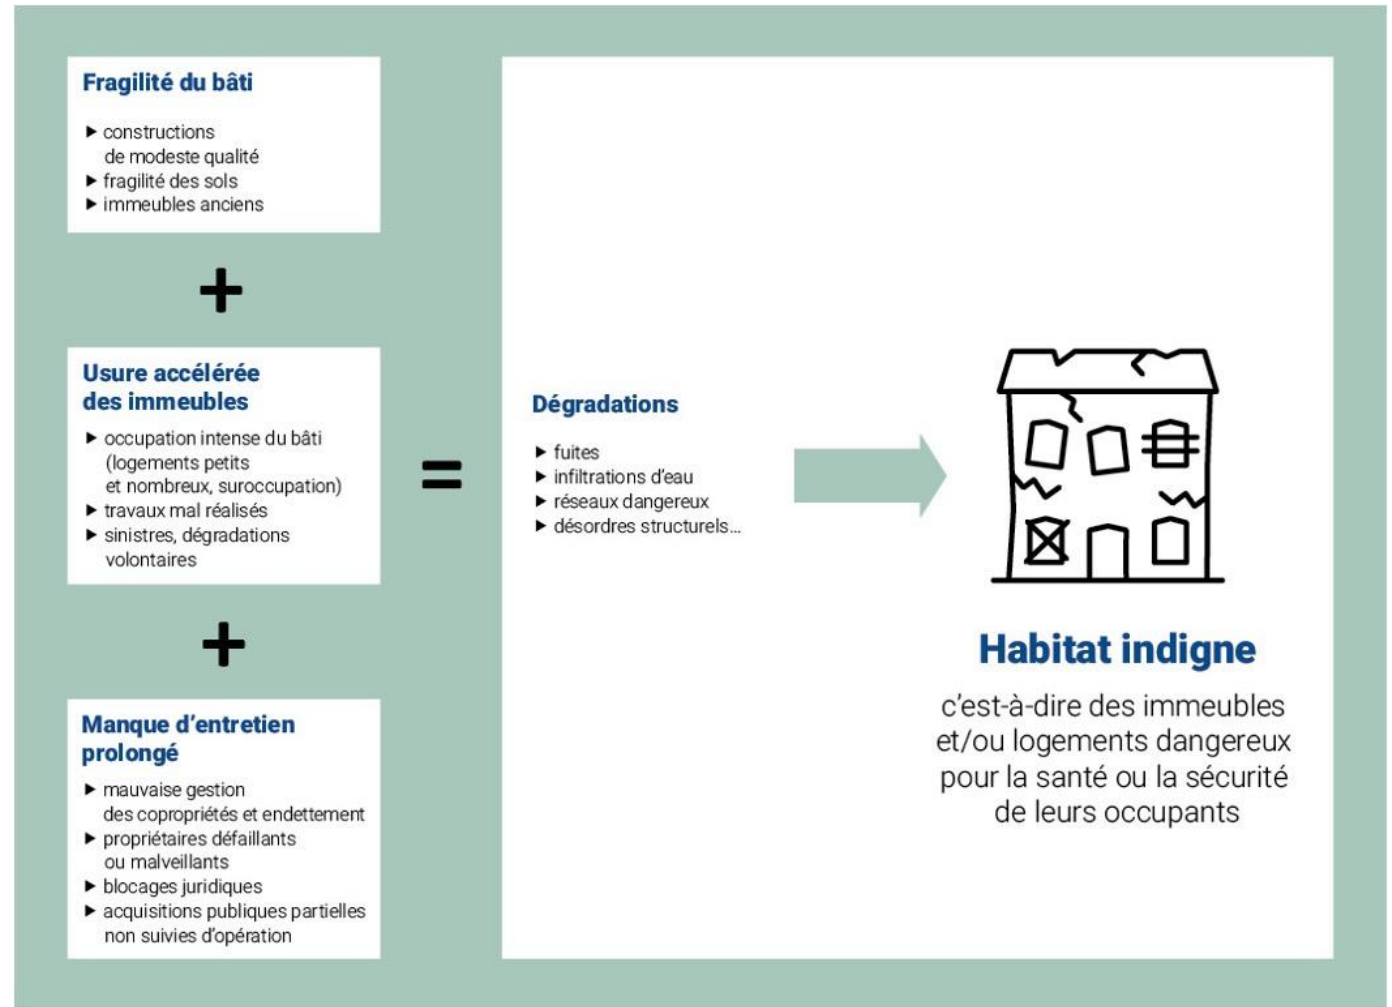 Fragilité du bâti
▶ constructions
de modeste qualité
▶ fragilité des sols
▶ immeubles anciens
+
Usure accélérée
des immeubles
▶ occupation intense du bâti
(logements petits
et nombreux, suroccupation)
▶ travaux mal réalisés
▶ sinistres, dégradations
volontaires
+
Manque d'entretien
prolongé
▶ mauvaise gestion
des copropriétés et endettement
▶ propriétaires défaillants
ou malveillants
▶ blocages juridiques
▶ acquisitions publiques partielles
non suivies d'opération
=
Dégradations
▶ fuites
▶ infiltrations d'eau
▶ réseaux dangereux
▶ désordres structurels...
Habitat indigne
c'est-à-dire des immeubles
et/ou logements dangereux
pour la santé ou la sécurité
de leurs occupants